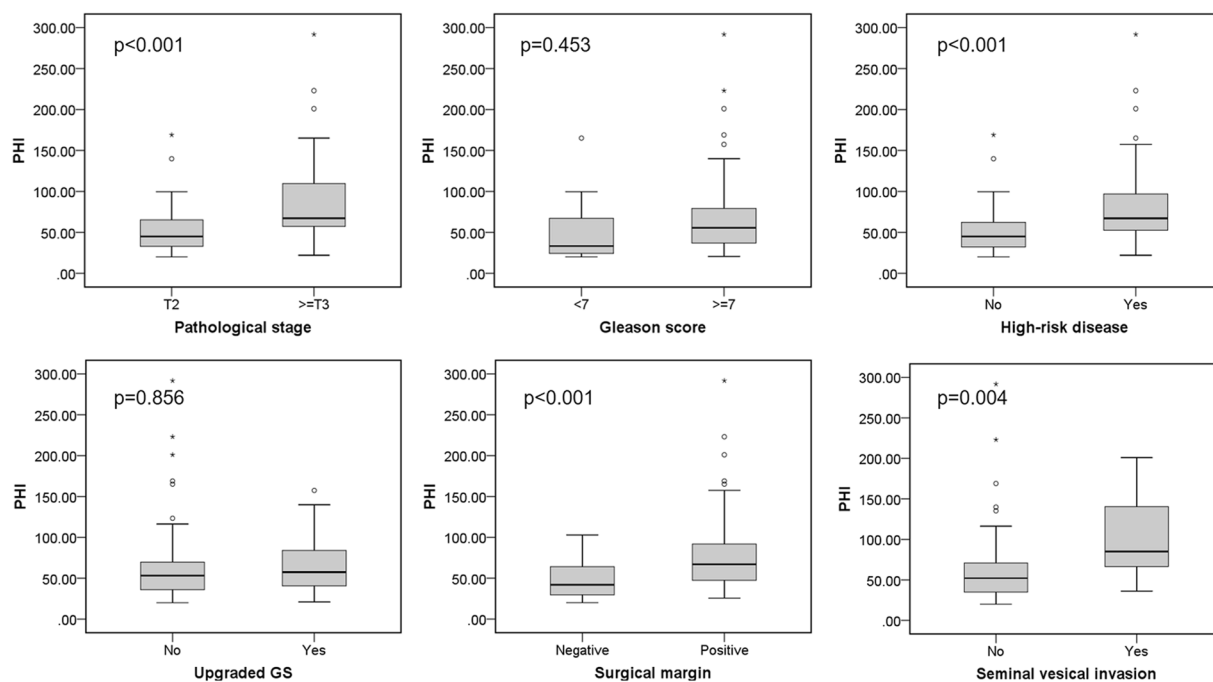 300.00
250.00
200.00
150.00
100.00
50.00
.00
PHI
p<0.001
T2 >=T3
Pathological stage
300.00
250.00
200.00
150.00
100.00
50.00
.00
PHI
p=0.453
<7 >=7
Gleason score
300.00
250.00
200.00
150.00
100.00
50.00
.00
PHI
p<0.001
No Yes
High-risk disease
300.00
250.00
200.00
150.00
100.00
50.00
.00
PHI
p=0.856
No Yes
Upgraded GS
300.00
250.00
200.00
150.00
100.00
50.00
.00
PHI
p<0.001
Negative Positive
Surgical margin
300.00
250.00
200.00
150.00
100.00
50.00
.00
PHI
p=0.004
No Yes
Seminal vesical invasion